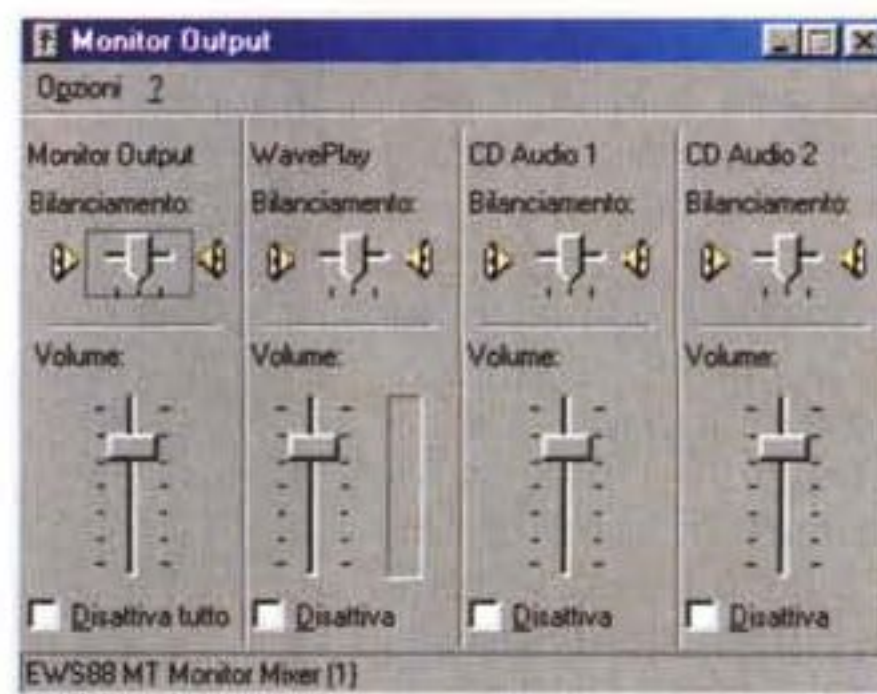 Monitor Output
Opzioni ?
Monitor Output WavePlay CD Audio 1 CD Audio 2
Bilanciamento: Bilanciamento: Bilanciamento: Bilanciamento:
Volume: Volume: Volume: Volume:
Disattiva tutto Disattiva Disattiva Disattiva
EWS88 MT Monitor Mixer (1)